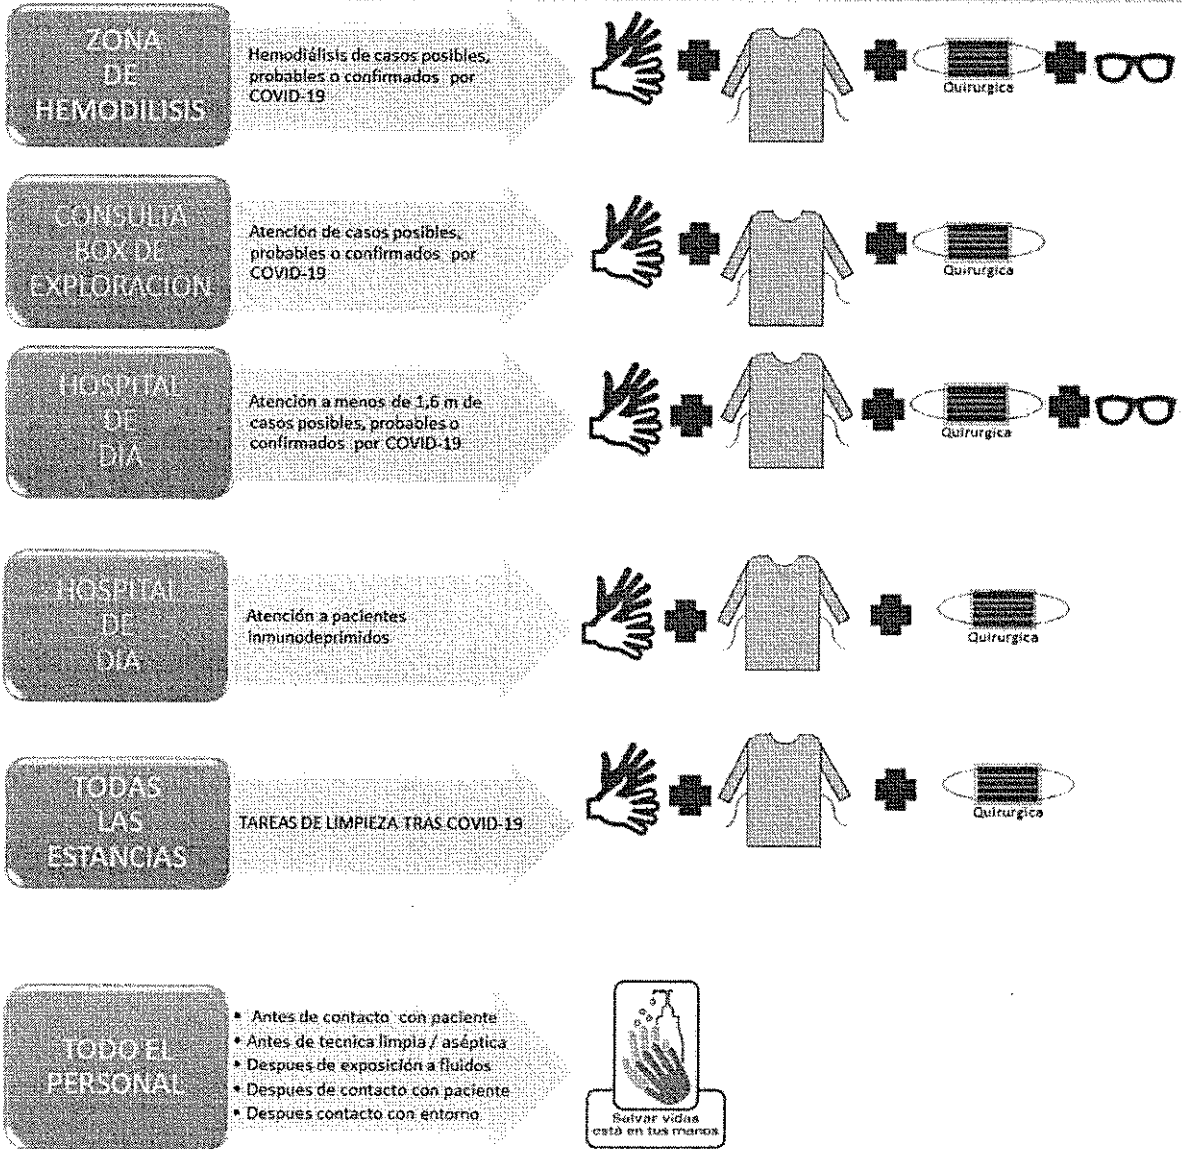 ZONA
DE
HEMODILISIS
Hemodiálisis de casos posibles,
probables o confirmados por
COVID-19
Quirurgica
CONSULTA
BOX DE
EXPLORACION
Atención de casos posibles,
probables o confirmados por
COVID-19
Quirurgica
HOSPITAL
DE
DIA
Atención a menos de 1,6 m de
casos posibles, probables o
confirmados por COVID-19
Quirurgica
HOSPITAL
DE
DIA
Atención a pacientes
inmunodeprimidos
Quirurgica
TODAS
LAS
ESTANCIAS
TAREAS DE LIMPIEZA TRAS COVID-19
Quirurgica
TODO EL
PERSONAL
• Antes de contacto con paciente
• Antes de tecnica limpia / aséptica
• Despues de exposición a fluidos
• Despues de contacto con paciente
• Despues contacto con entorno
Salvar vidas
está en tus manos